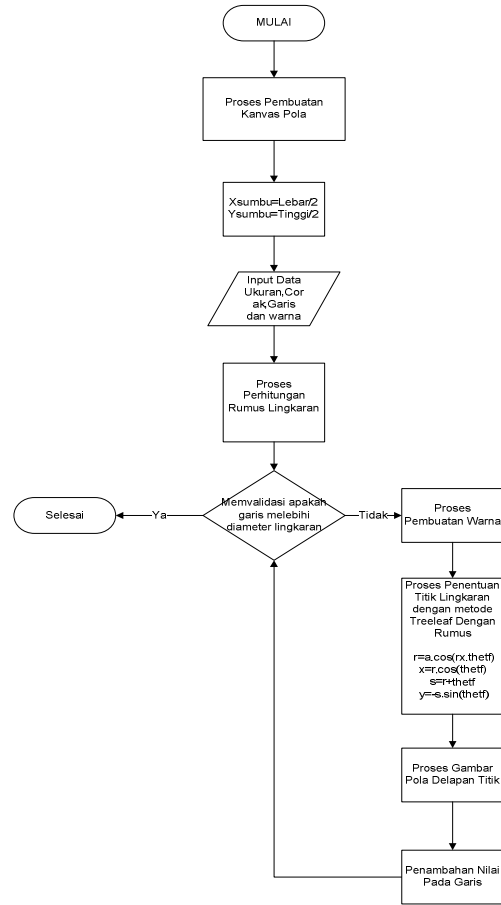 MULAI
Proses Pembuatan
Kanvas Pola
Xsumbu=Lebar/2
Ysumbu=Tinggi/2
Input Data
Ukuran,Cor
ak,Garis
dan warna
Proses
Perhitungan
Rumus Lingkaran
Memvalidasi apakah
garis melebihi
diameter lingkaran
Ya
Selesai
Tidak
Proses
Pembuatan Warna
Proses Penentuan
Titik Lingkaran
dengan metode
Treeleaf Dengan
Rumus
r=a.cos(rx.thetf)
x=r.cos(thetf)
s=r+thetf
y=-s.sin(thetf)
Proses Gambar
Pola Delapan Titik
Penambahan Nilai
Pada Garis